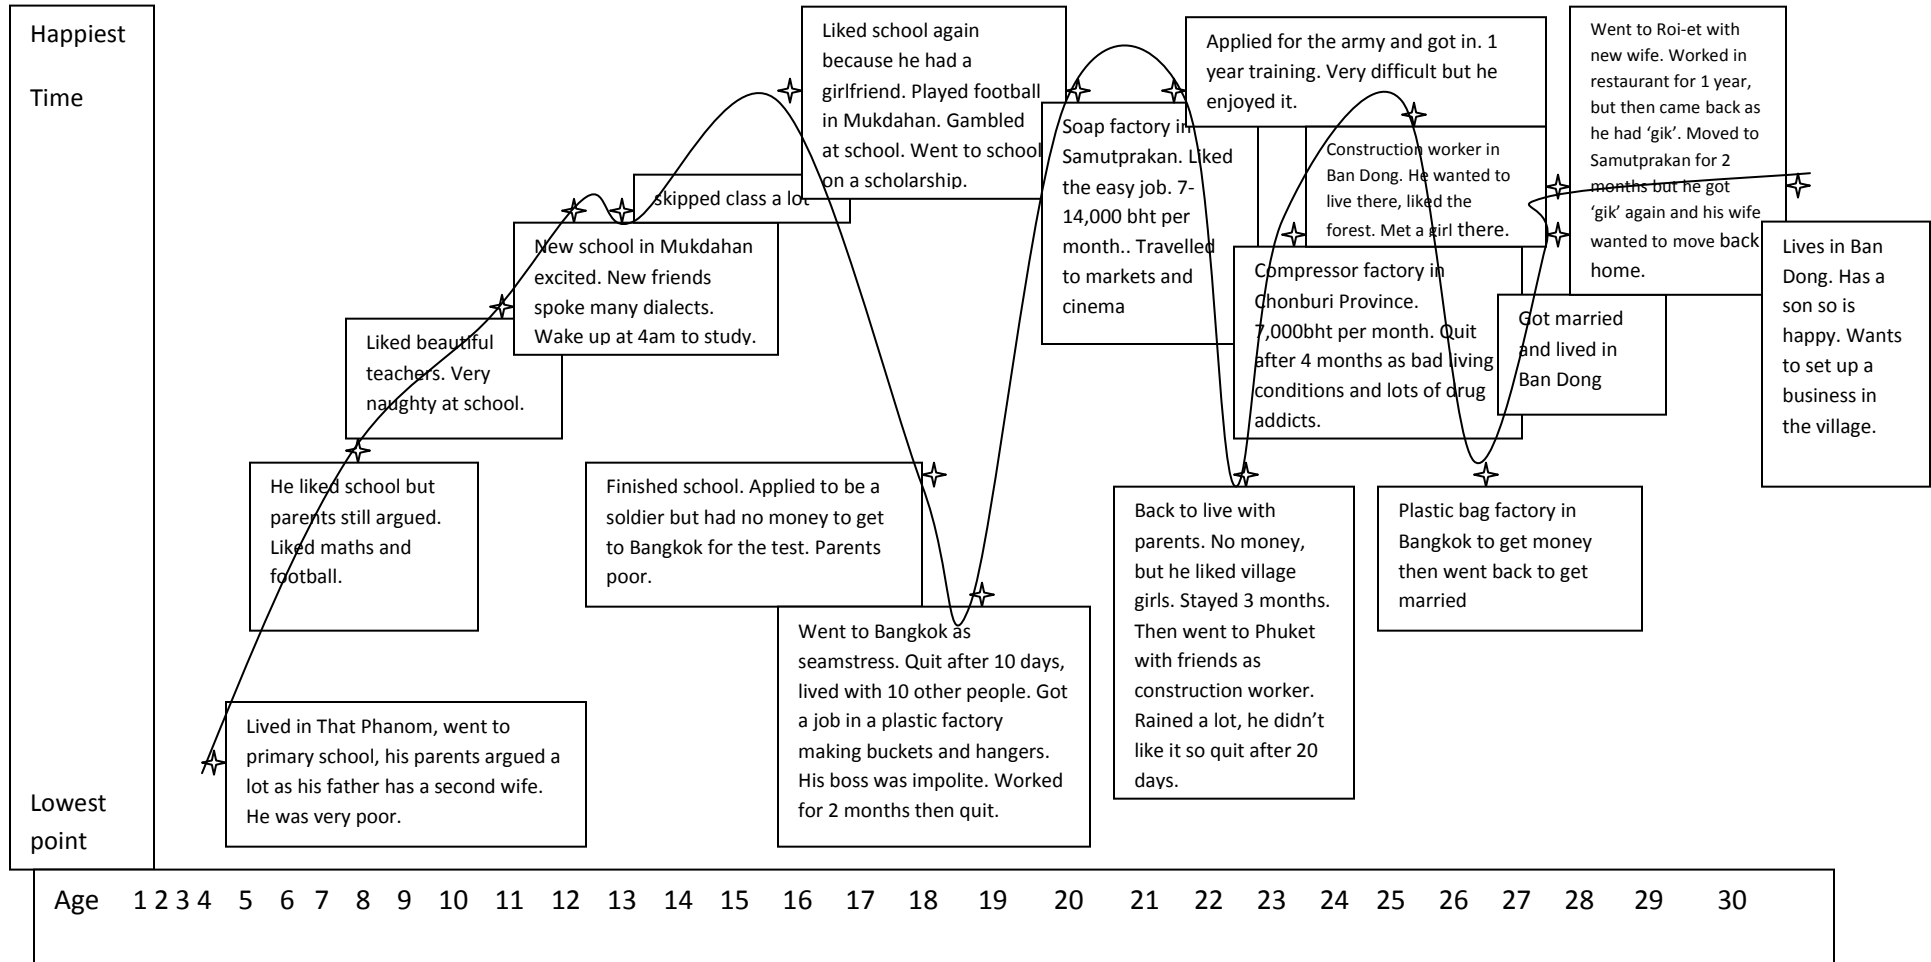 Happiest
Time
Lowest
point
Lived in That Phanom, went to
primary school, his parents argued a
lot as his father has a second wife.
He was very poor.
He liked school but
parents still argued.
Liked maths and
football.
Liked beautiful
teachers. Very
naughty at school.
New school in Mukdahan
excited. New friends
spoke many dialects.
Wake up at 4am to study.
skipped class a lot
Liked school again
because he had a
girlfriend. Played football
in Mukdahan. Gambled
at school. Went to school
on a scholarship.
Finished school. Applied to be a
soldier but had no money to get
to Bangkok for the test. Parents
poor.
Went to Bangkok as
seamstress. Quit after 10 days,
lived with 10 other people. Got
a job in a plastic factory
making buckets and hangers.
His boss was impolite. Worked
for 2 months then quit.
Soap factory in
Samutprakan. Liked
the easy job. 7-
14,000 bht per
month.. Travelled
to markets and
cinema
Applied for the army and got in. 1
year training. Very difficult but he
enjoyed it.
Back to live with
parents. No money,
but he liked village
girls. Stayed 3 months.
Then went to Phuket
with friends as
construction worker.
Rained a lot, he didn’t
like it so quit after 20
days.
Compressor factory in
Chonburi Province.
7,000bht per month. Quit
after 4 months as bad living
conditions and lots of drug
addicts.
Construction worker in
Ban Dong. He wanted to
live there, liked the
forest. Met a girl there.
Plastic bag factory in
Bangkok to get money
then went back to get
married
Got married
and lived in
Ban Dong
Went to Roi-et with
new wife. Worked in
restaurant for 1 year,
but then came back as
he had ‘gik’. Moved to
Samutprakan for 2
months but he got
‘gik’ again and his wife
wanted to move back
home.
Lives in Ban
Dong. Has a
son so is
happy. Wants
to set up a
business in
the village.
Age 1 2 3 4 5 6 7 8 9 10 11 12 13 14 15 16 17 18 19 20 21 22 23 24 25 26 27 28 29 30